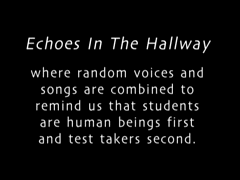 Echoes In The Hallway
where random voices and
songs are combined to
remind us that students
are human beings first
and test takers second.